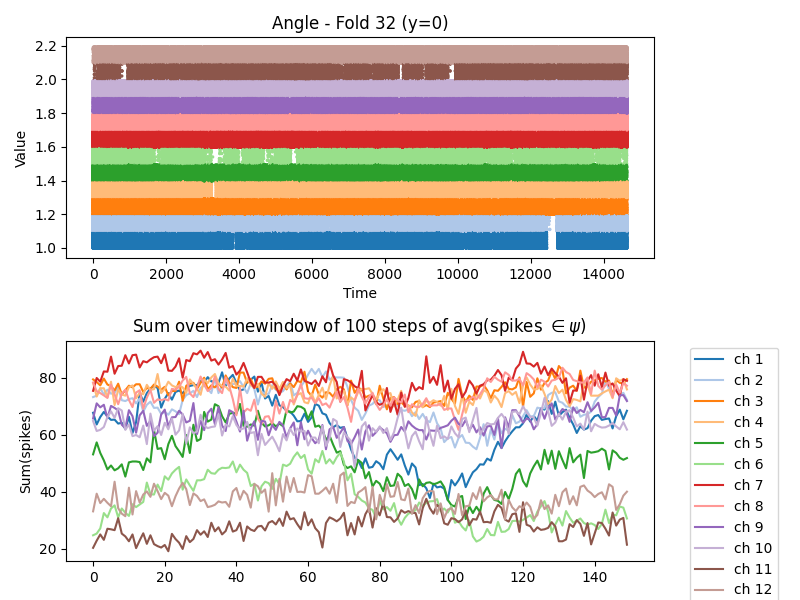 Angle - Fold 32 (y=0)
2.2
2.0
1.8
1.6
1.4
1.2
1.0
Value
0 2000 4000 6000 8000 10000 12000 14000
Time
Sum over timewindow of 100 steps of avg(spikes ∈ψ)
80
60
40
20
Sum(spikes)
0 20 40 60 80 100 120 140
ch 1
ch 2
ch 3
ch 4
ch 5
ch 6
ch 7
ch 8
ch 9
ch 10
ch 11
ch 12